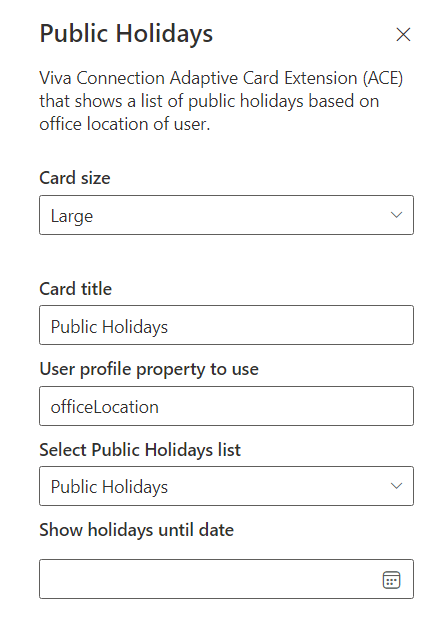 Public Holidays
Viva Connection Adaptive Card Extension (ACE)
that shows a list of public holidays based on
office location of user.
Card size
Large
Card title
Public Holidays
User profile property to use
officeLocation
Select Public Holidays list
Public Holidays
Show holidays until date